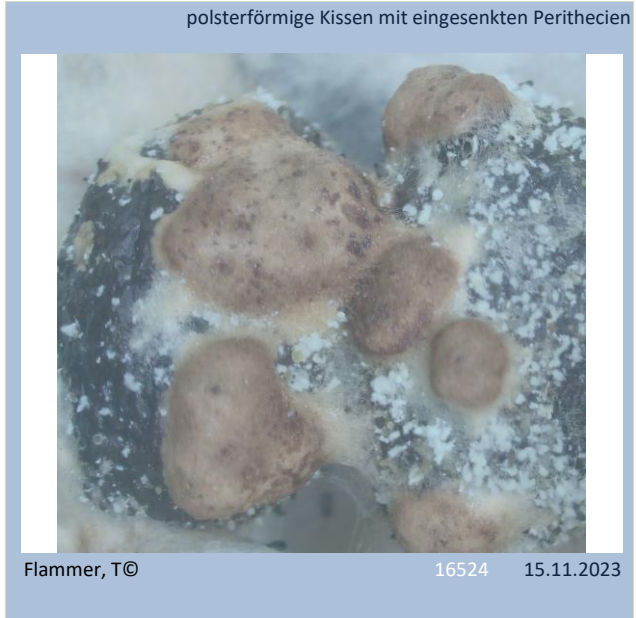 polsterförmige Kissen mit eingesenkten Perithecien
Flammer, T© 16524 15.11.2023